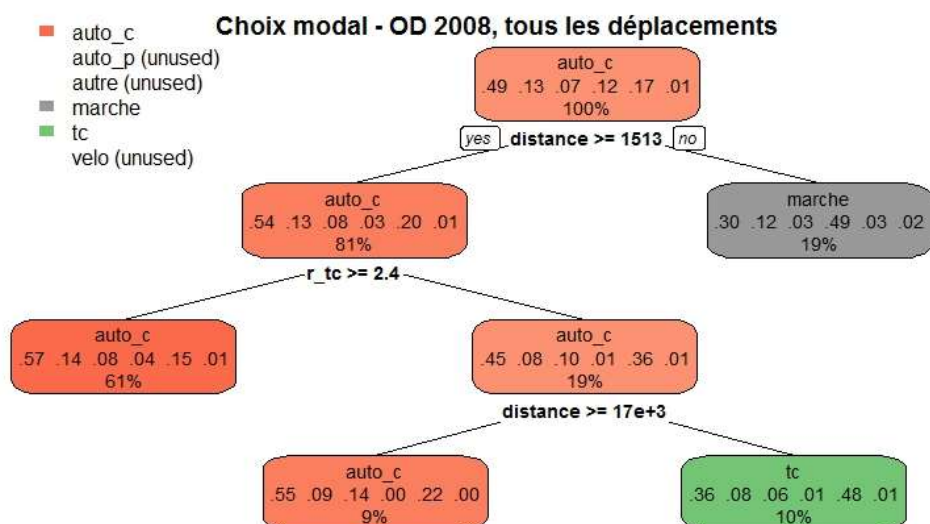 Choix modal - OD 2008, tous les déplacements
auto_c
auto_p (unused)
autre (unused)
marche
tc
velo (unused)
auto_c
.49 .13 .07 .12 .17 .01
100%
yes distance >= 1513 no
auto_c
.54 .13 .08 .03 .20 .01
81%
marche
.30 .12 .03 .49 .03 .02
19%
r_tc >= 2.4
auto_c
.57 .14 .08 .04 .15 .01
61%
auto_c
.45 .08 .10 .01 .36 .01
19%
distance >= 17e+3
auto_c
.55 .09 .14 .00 .22 .00
9%
tc
.36 .08 .06 .01 .48 .01
10%